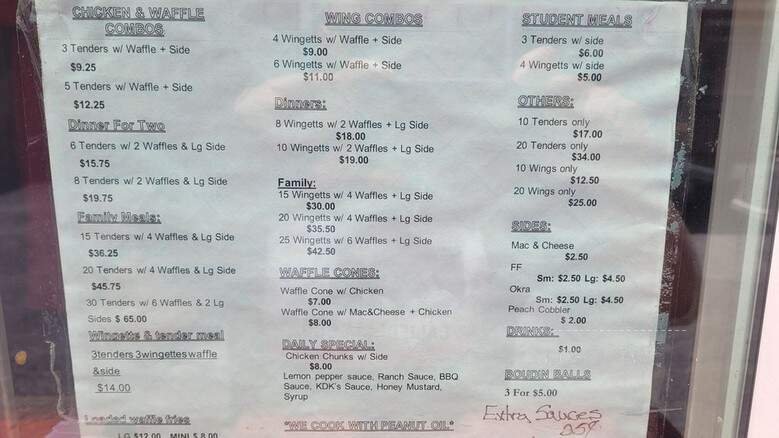 CHICKEN & WAFFLE
COMBOS
3 Tenders w/ Waffle + Side
$9.25
5 Tenders w/ Waffle + Side
$12.25
Dinner For Two
6 Tenders w/ 2 Waffles & Lg Side
$15.75
8 Tenders w/ 2 Waffles & Lg Side
$19.75
Family Meals:
15 Tenders w/ 4 Waffles & Lg Side
$36.25
20 Tenders w/ 4 Waffles & Lg Side
$45.75
30 Tenders w/ 6 Waffles & 2 Lg
Sides $ 65.00
Wingette & tender meal
3tenders 3wingettes waffle
&side
$14.00
Loaded waffle fries
LG $12.00 MINI $ 8.00
WING COMBOS
4 Wingetts w/ Waffle + Side
$9.00
6 Wingetts w/ Waffle + Side
$11.00
Dinners:
8 Wingetts w/ 2 Waffles + Lg Side
$18.00
10 Wingetts w/ 2 Waffles + Lg Side
$19.00
Family:
15 Wingetts w/ 4 Waffles + Lg Side
$30.00
20 Wingetts w/ 4 Waffles + Lg Side
$35.50
25 Wingetts w/ 6 Waffles + Lg Side
$42.50
WAFFLE CONES:
Waffle Cone w/ Chicken
$7.00
Waffle Cone w/ Mac&Cheese + Chicken
$8.00
DAILY SPECIAL:
Chicken Chunks w/ Side
$8.00
Lemon pepper sauce, Ranch Sauce, BBQ
Sauce, KDK's Sauce, Honey Mustard,
Syrup
*WE COOK WITH PEANUT OIL*
STUDENT MEALS
3 Tenders w/ side
$6.00
4 Wingetts w/ side
$5.00
OTHERS:
10 Tenders only
$17.00
20 Tenders only
$34.00
10 Wings only
$12.50
20 Wings only
$25.00
SIDES:
Mac & Cheese
$2.50
FF
Sm: $2.50 Lg: $4.50
Okra
Sm: $2.50 Lg: $4.50
Peach Cobbler
$ 2.00
DRINKS:
$1.00
BOUDIN BALLS
3 For $5.00
Extra Sauces
25¢